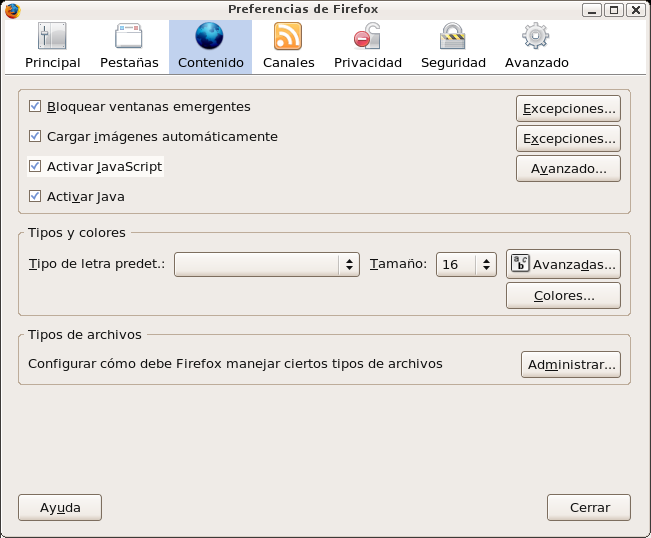 Preferencias de Firefox
Principal Pestañas Contenido Canales Privacidad Seguridad Avanzado
Bloquear ventanas emergentes Excepciones...
Cargar imágenes automáticamente Excepciones...
Activar JavaScript Avanzado...
Activar Java
Tipos y colores
Tipo de letra predet.: Tamaño: 16 Avanzadas...
Colores...
Tipos de archivos
Configurar cómo debe Firefox manejar ciertos tipos de archivos Administrar...
Ayuda Cerrar